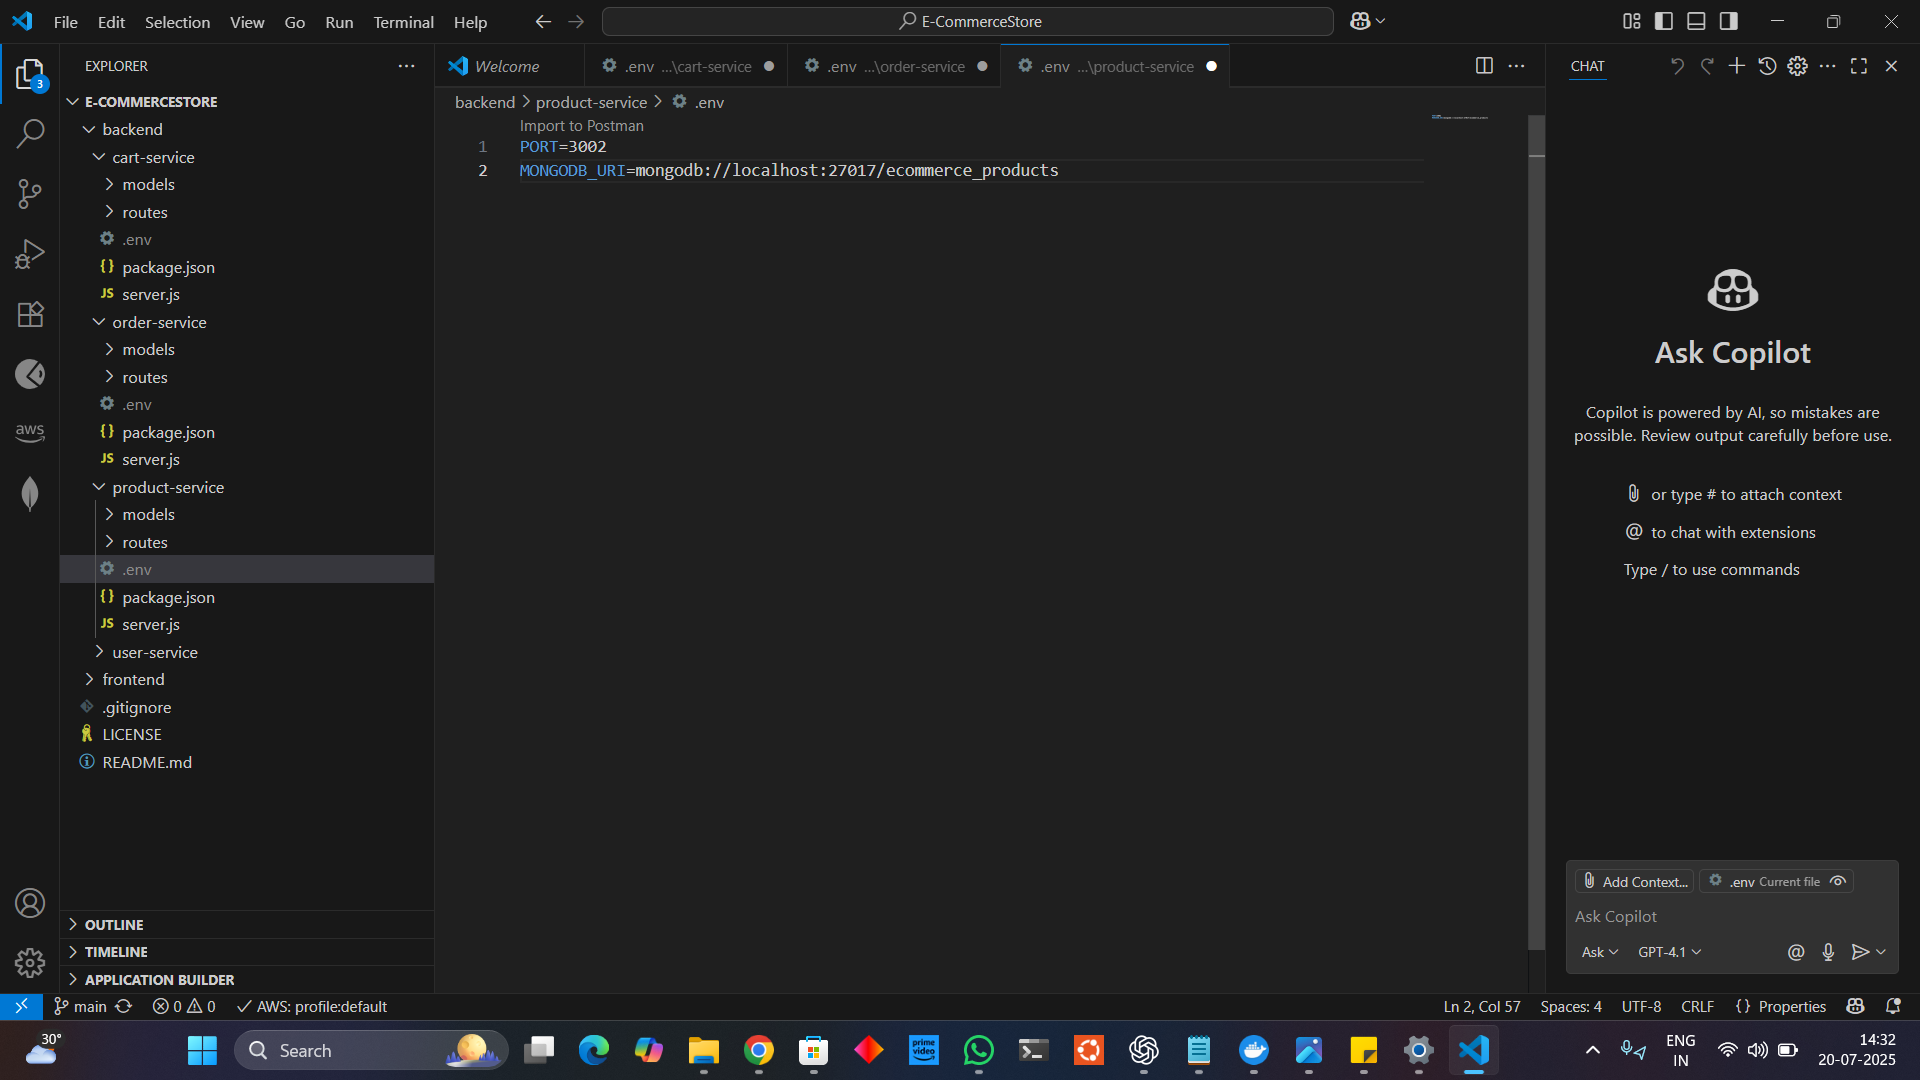 File Edit Selection View Go Run Terminal Help
E-CommerceStore
EXPLORER
3
E-COMMERCESTORE
backend
cart-service
models
routes
.env
package.json
server.js
order-service
models
routes
.env
package.json
server.js
product-service
models
routes
.env
package.json
server.js
user-service
frontend
.gitignore
LICENSE
README.md
OUTLINE
TIMELINE
APPLICATION BUILDER
aws
Welcome
.env ...\cart-service
.env ...\order-service
.env ...\product-service
backend > product-service > .env
Import to Postman
1 PORT=3002
2 MONGODB_URI=mongodb://localhost:27017/ecommerce_products
CHAT
Ask Copilot
Copilot is powered by AI, so mistakes are
possible. Review output carefully before use.
or type # to attach context
@ to chat with extensions
Type / to use commands
Add Context...
.env Current file
Ask Copilot
Ask
GPT-4.1
@
main
0 0
AWS: profile:default
Ln 2, Col 57
Spaces: 4
UTF-8
CRLF
{ } Properties
30°
Search
prime video
ENG
IN
14:32
20-07-2025